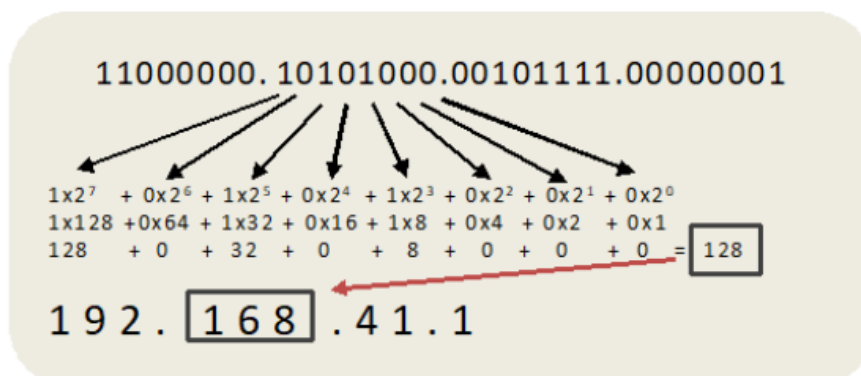 11000000. 10101000.00101111.00000001
1x2⁷ + 0x2⁶ + 1x2⁵ + 0x2⁴ + 1x2³ + 0x2² + 0x2¹ + 0x2⁰
1x128 +0x64 + 1x32 + 0x16 + 1x8 + 0x4 + 0x2 + 0x1
128 + 0 + 32 + 0 + 8 + 0 + 0 + 0 = 128
192. 168 .41.1